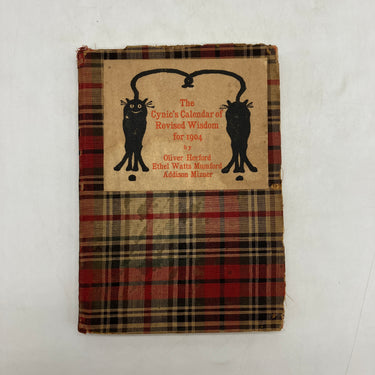 The
Cynic's Calendar of
Revised Wisdom
for 1904
by
Oliver Herford
Ethel Watts Mumford
Addison Mizner